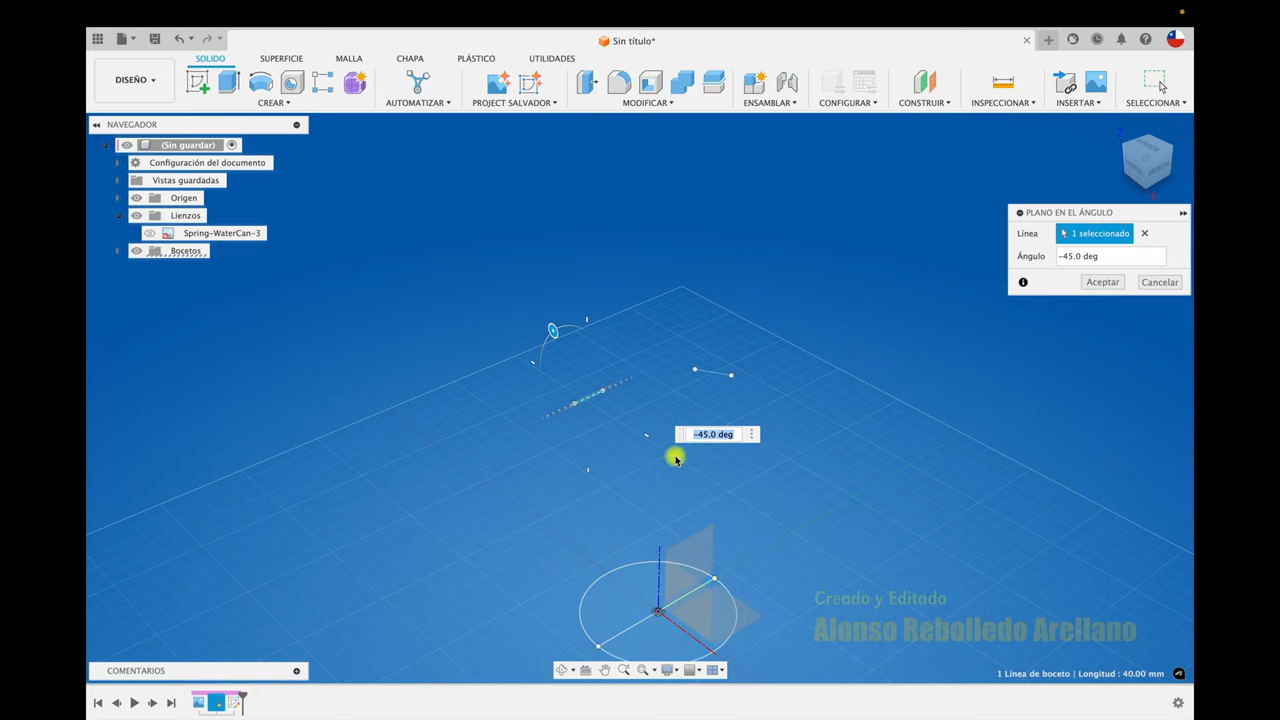 Sin título*
DISEÑO
SOLIDO
SUPERFICIE
MALLA
CHAPA
PLÁSTICO
UTILIDADES
CREAR
AUTOMATIZAR
PROJECT SALVADOR
MODIFICAR
ENSAMBLAR
CONFIGURAR
CONSTRUIR
INSPECCIONAR
INSERTAR
SELECCIONAR
NAVEGADOR
(Sin guardar)
Configuración del documento
Vistas guardadas
Origen
Lienzos
Spring-WaterCan-3
Bocetos
Z
PLANO EN EL ÁNGULO
Línea
1 seleccionado
Ángulo
-45.0 deg
Aceptar
Cancelar
-45.0 deg
Creado y Editado
Alonso Rebolledo Arellano
COMENTARIOS
1 Línea de boceto | Longitud : 40.00 mm